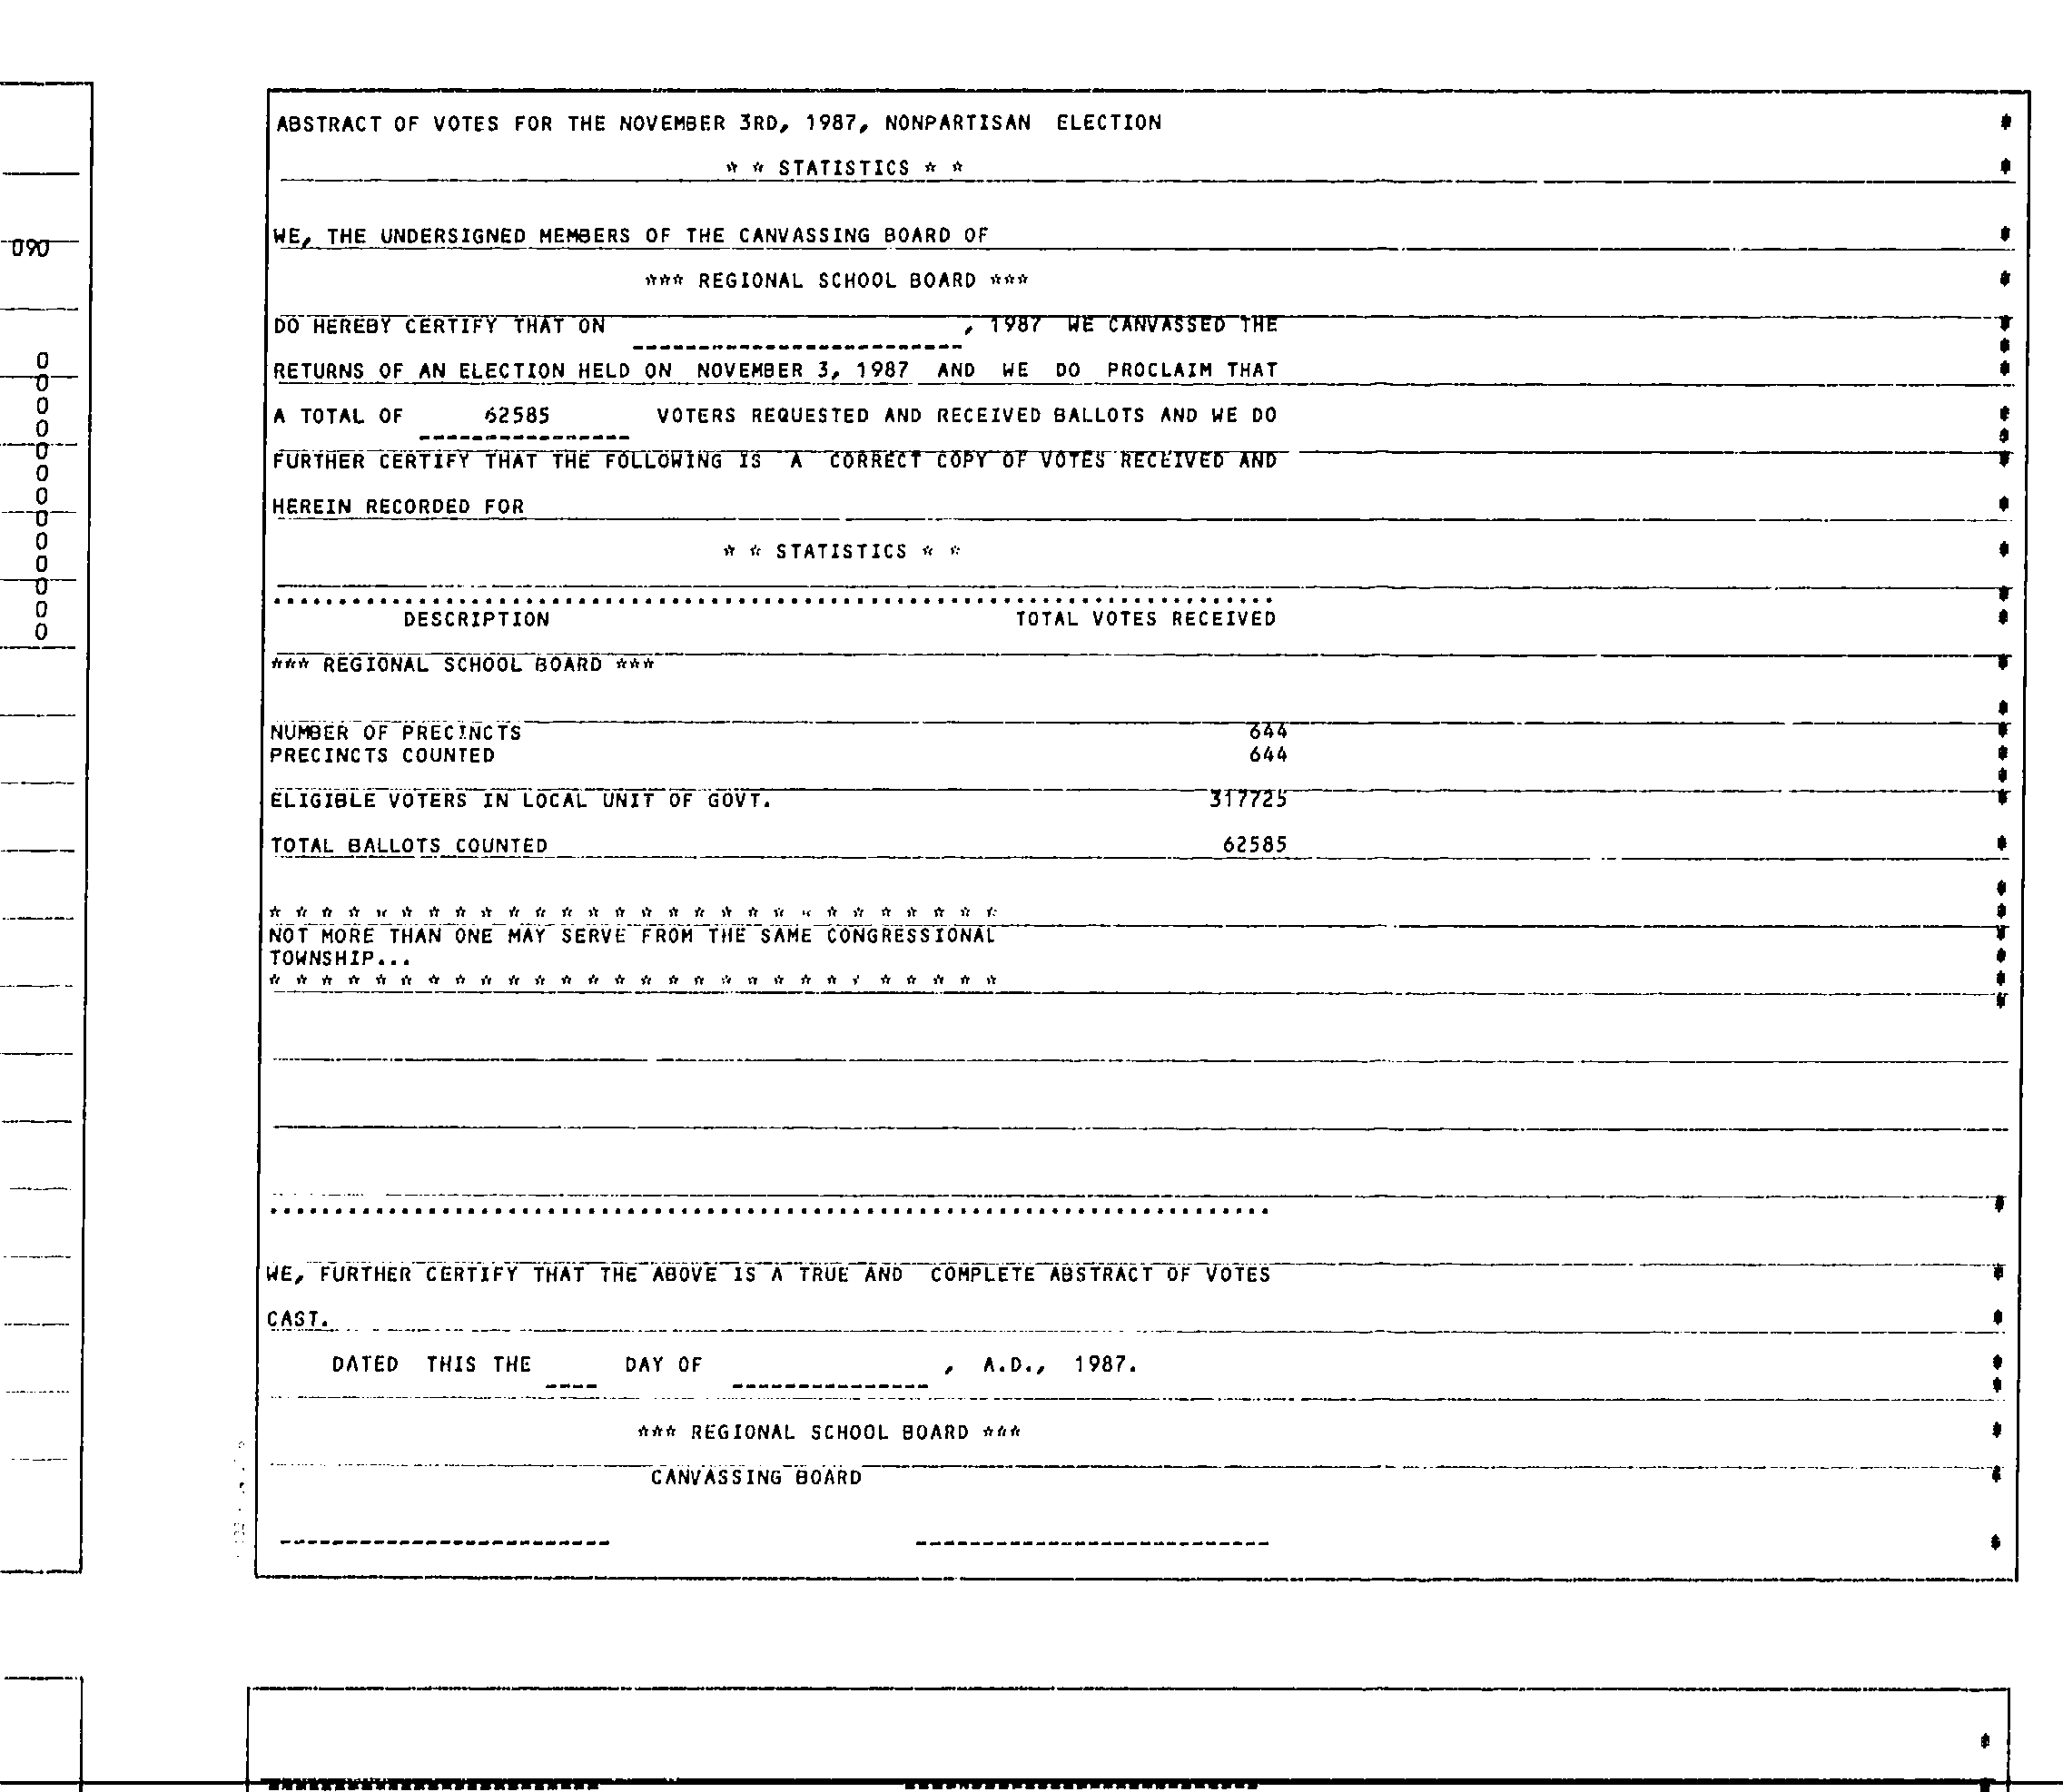 090
0
0
0
0
0
0
0
0
0
0
0
0
0
ABSTRACT OF VOTES FOR THE NOVEMBER 3RD, 1987, NONPARTISAN ELECTION
* * STATISTICS * *
WE, THE UNDERSIGNED MEMBERS OF THE CANVASSING BOARD OF
*** REGIONAL SCHOOL BOARD ***
DO HEREBY CERTIFY THAT ON , 1987 WE CANVASSED THE
RETURNS OF AN ELECTION HELD ON NOVEMBER 3, 1987 AND WE DO PROCLAIM THAT
A TOTAL OF 62585 VOTERS REQUESTED AND RECEIVED BALLOTS AND WE DO
FURTHER CERTIFY THAT THE FOLLOWING IS A CORRECT COPY OF VOTES RECEIVED AND
HEREIN RECORDED FOR
* * STATISTICS * *
DESCRIPTION TOTAL VOTES RECEIVED
*** REGIONAL SCHOOL BOARD ***
NUMBER OF PRECINCTS 644
PRECINCTS COUNTED 644
ELIGIBLE VOTERS IN LOCAL UNIT OF GOVT. 317725
TOTAL BALLOTS COUNTED 62585
* * * * * * * * * * * * * * * * * * * * * * * * * * * *
NOT MORE THAN ONE MAY SERVE FROM THE SAME CONGRESSIONAL
TOWNSHIP...
* * * * * * * * * * * * * * * * * * * * * * * * * * * *
WE, FURTHER CERTIFY THAT THE ABOVE IS A TRUE AND COMPLETE ABSTRACT OF VOTES
CAST.
DATED THIS THE ____ DAY OF ______________ , A.D., 1987.
*** REGIONAL SCHOOL BOARD ***
CANVASSING BOARD